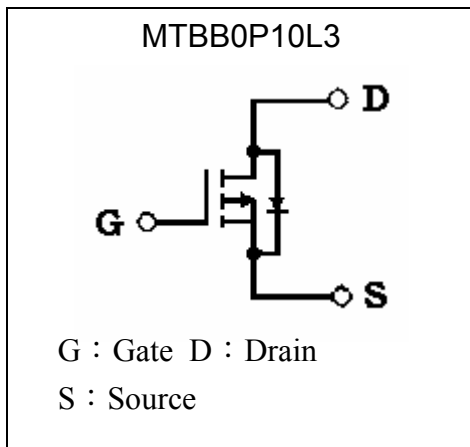 MTBB0P10L3
D
G
S
G：Gate D：Drain
S：Source